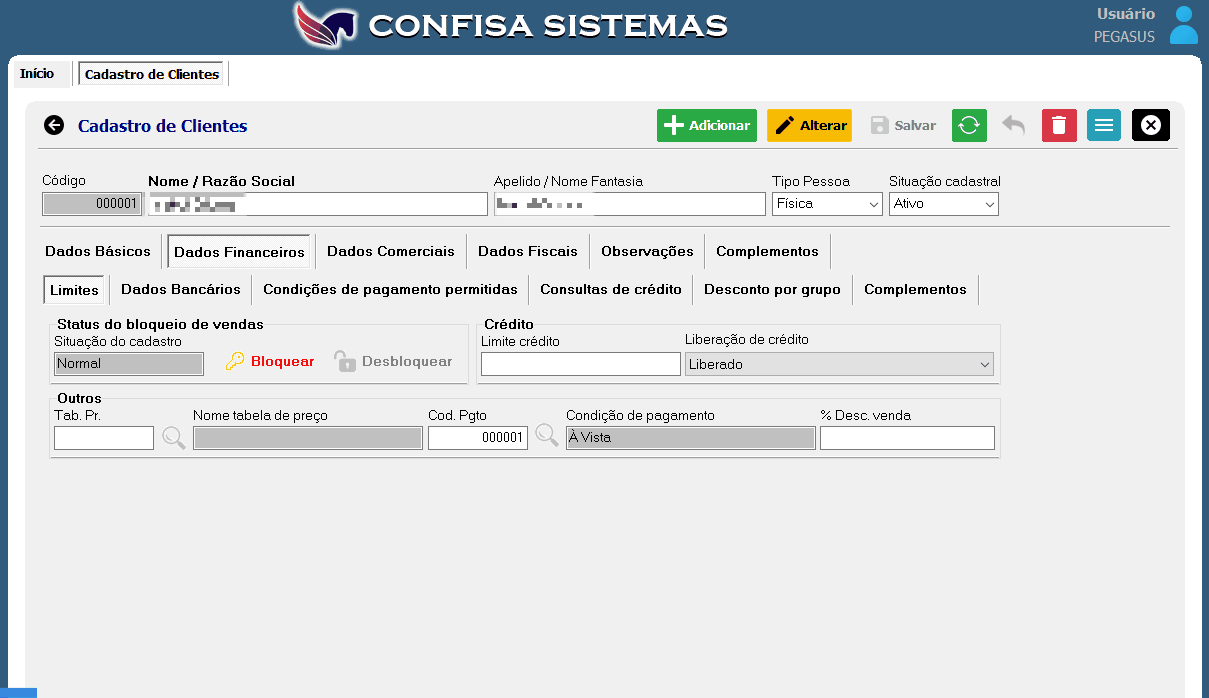 CONFISA SISTEMAS
Usuário
PEGASUS
Início
Cadastro de Clientes
Cadastro de Clientes
Adicionar
Alterar
Salvar
Código
Nome / Razão Social
Apelido / Nome Fantasia
Tipo Pessoa
Situação cadastral
000001
Física
Ativo
Dados Básicos
Dados Financeiros
Dados Comerciais
Dados Fiscais
Observações
Complementos
Limites
Dados Bancários
Condições de pagamento permitidas
Consultas de crédito
Desconto por grupo
Complementos
Status do bloqueio de vendas
Situação do cadastro
Normal
Bloquear
Desbloquear
Crédito
Limite crédito
Liberação de crédito
Liberado
Outros
Tab. Pr.
Nome tabela de preço
Cod. Pgto
Condição de pagamento
% Desc. venda
000001
À Vista